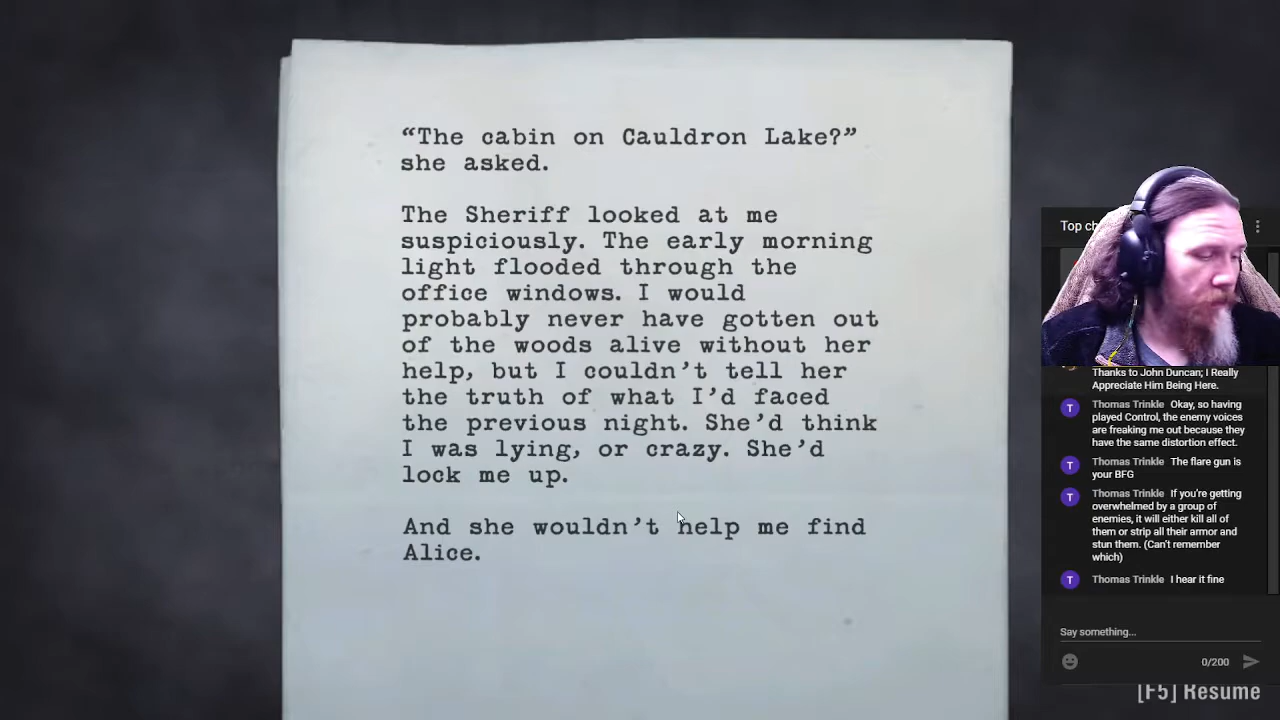 “The cabin on Cauldron Lake?”
she asked.
The Sheriff looked at me
suspiciously. The early morning
light flooded through the
office windows. I would
probably never have gotten out
of the woods alive without her
help, but I couldn’t tell her
the truth of what I’d faced
the previous night. She’d think
I was lying, or crazy. She’d
lock me up.
And she wouldn’t help me find
Alice.
Top ch
Thanks to John Duncan; I Really
Appreciate Him Being Here.
T Thomas Trinkle Okay, so having
played Control, the enemy voices
are freaking me out because they
have the same distortion effect.
T Thomas Trinkle The flare gun is
your BFG
T Thomas Trinkle If you're getting
overwhelmed by a group of
enemies, it will either kill all of
them or strip all their armor and
stun them. (Can't remember
which)
T Thomas Trinkle I hear it fine
Say something...
0/200
[F5] Resume